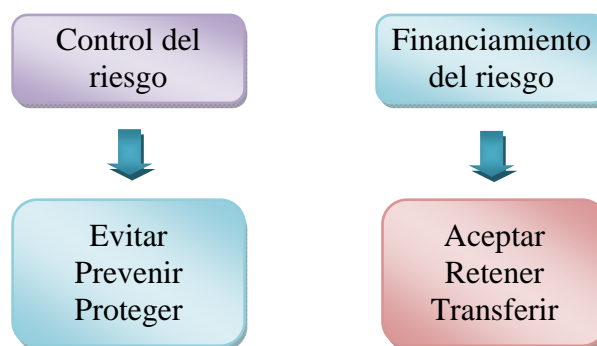 Control del
riesgo
Financiamiento
del riesgo
Evitar
Prevenir
Proteger
Aceptar
Retener
Transferir